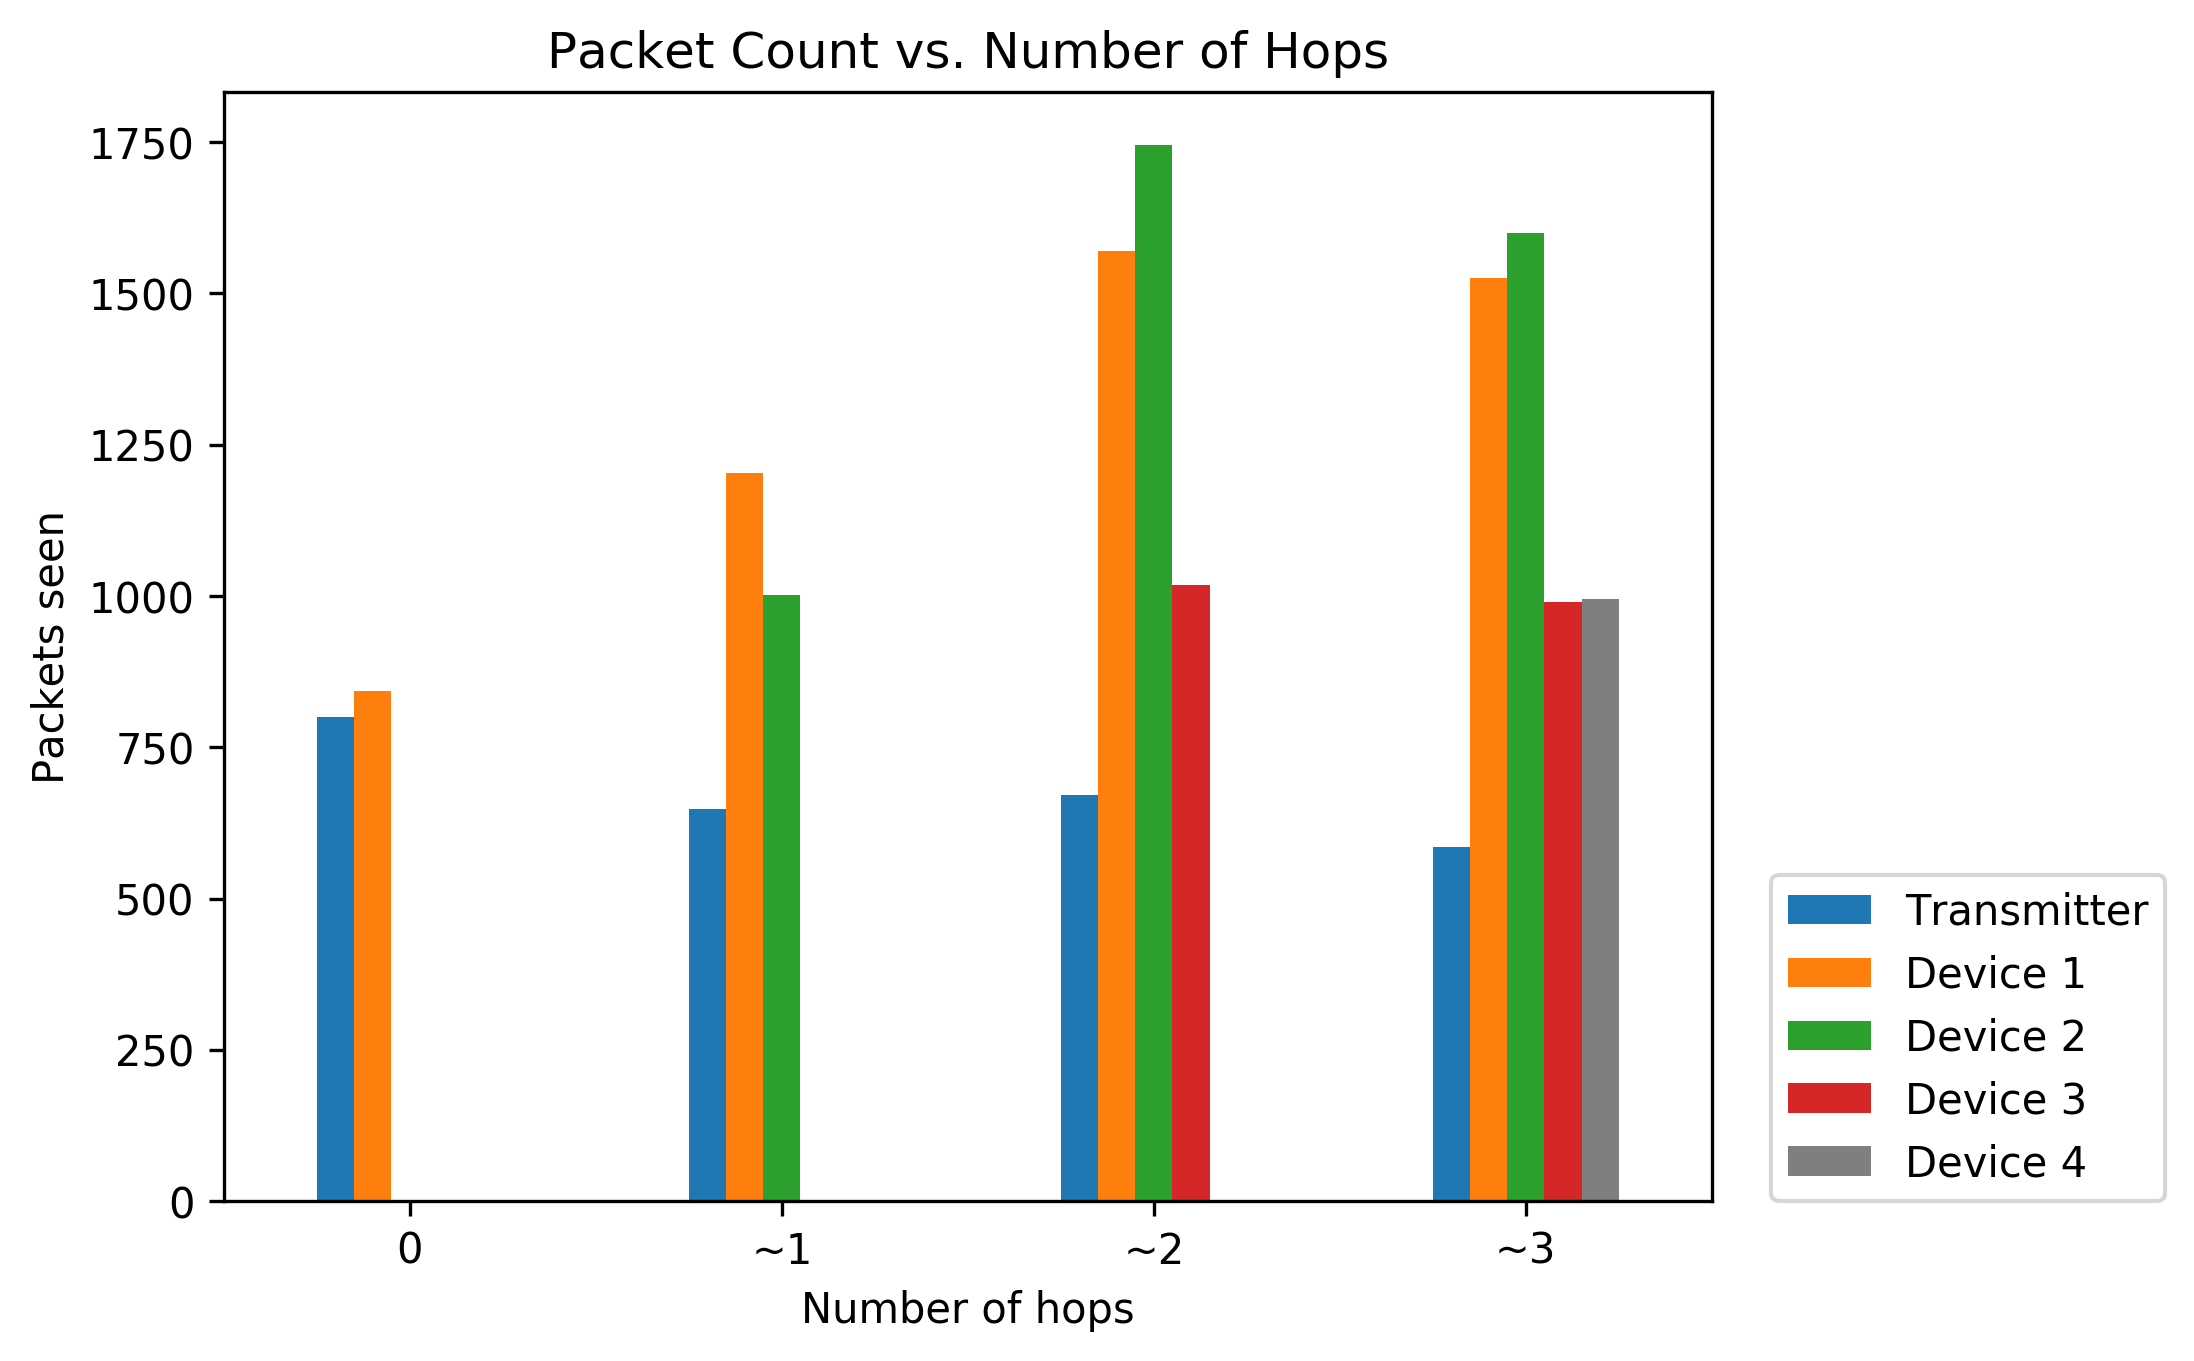 Packet Count vs. Number of Hops
Packets seen
1750
1500
1250
1000
750
500
250
0
0
~1
~2
~3
Number of hops
Transmitter
Device 1
Device 2
Device 3
Device 4